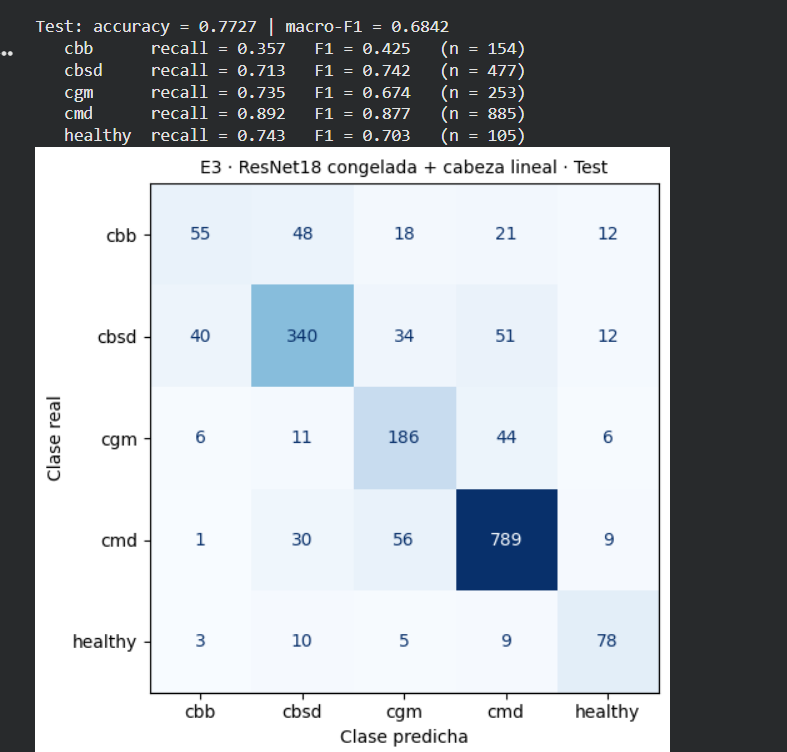 Test: accuracy = 0.7727 | macro-F1 = 0.6842
cbb recall = 0.357 F1 = 0.425 (n = 154)
cbsd recall = 0.713 F1 = 0.742 (n = 477)
cgm recall = 0.735 F1 = 0.674 (n = 253)
cmd recall = 0.892 F1 = 0.877 (n = 885)
healthy recall = 0.743 F1 = 0.703 (n = 105)
E3 · ResNet18 congelada + cabeza lineal · Test
Clase real
cbb 55 48 18 21 12
cbsd 40 340 34 51 12
cgm 6 11 186 44 6
cmd 1 30 56 789 9
healthy 3 10 5 9 78
cbb cbsd cgm cmd healthy
Clase predicha